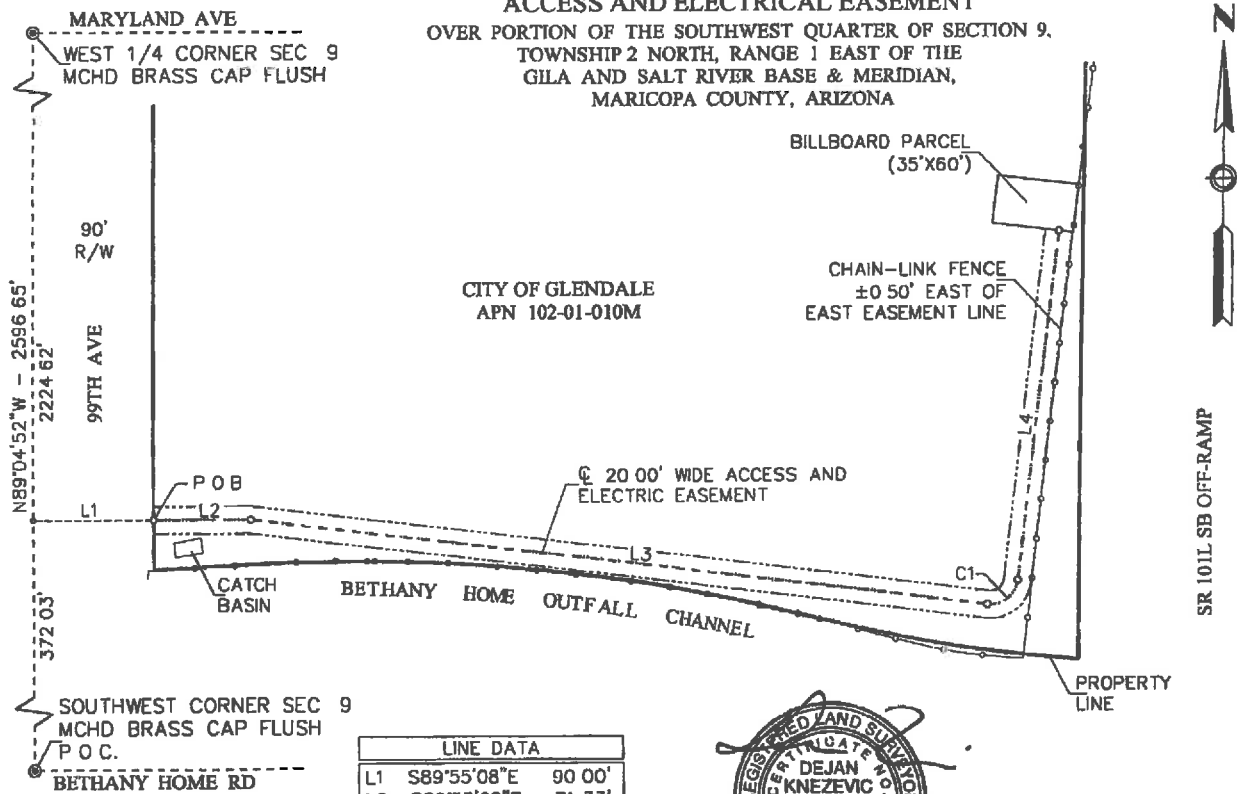 ACCESS AND ELECTRICAL EASEMENT
OVER PORTION OF THE SOUTHWEST QUARTER OF SECTION 9,
TOWNSHIP 2 NORTH, RANGE 1 EAST OF THE
GILA AND SALT RIVER BASE & MERIDIAN,
MARICOPA COUNTY, ARIZONA
N
MARYLAND AVE
WEST 1/4 CORNER SEC 9
MCHD BRASS CAP FLUSH
BILLBOARD PARCEL
(35'X60')
90'
R/W
CHAIN-LINK FENCE
±0 50' EAST OF
EAST EASEMENT LINE
CITY OF GLENDALE
APN 102-01-010M
N89°04'52"W - 2596 65'
2224 62'
99TH AVE
L4
SR 101L SB OFF-RAMP
℄ 20 00' WIDE ACCESS AND
ELECTRIC EASEMENT
P O B
L1
L2
L3
C1
CATCH
BASIN
BETHANY HOME OUTFALL CHANNEL
372 03'
PROPERTY
LINE
SOUTHWEST CORNER SEC 9
MCHD BRASS CAP FLUSH
P O C.
BETHANY HOME RD
LINE DATA
L1 S89°55'08"E 90 00'
REGISTERED LAND SURVEYOR
CERTIFICATE NO
DEJAN
KNEZEVIC